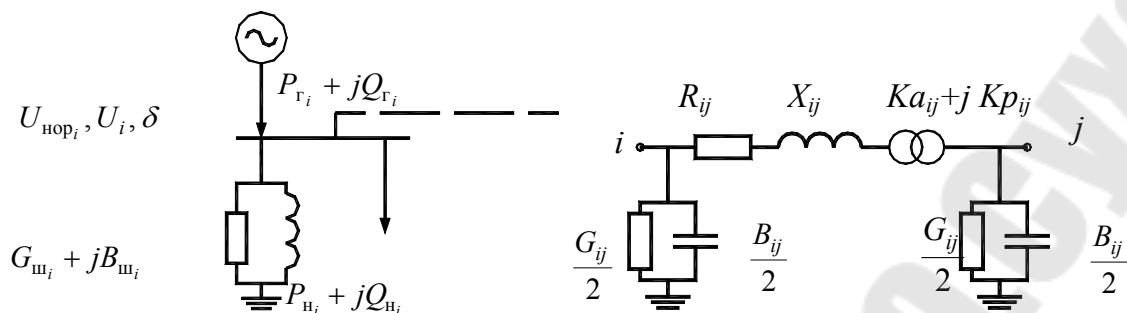 P_{г_i} + jQ_{г_i}
U_{нор_i}, U_i, δ
G_{ш_i} + jB_{ш_i}
P_{н_i} + jQ_{н_i}
R_{ij}
X_{ij}
Ka_{ij}+j Kp_{ij}
i
j
G_{ij}/2
B_{ij}/2
G_{ij}/2
B_{ij}/2